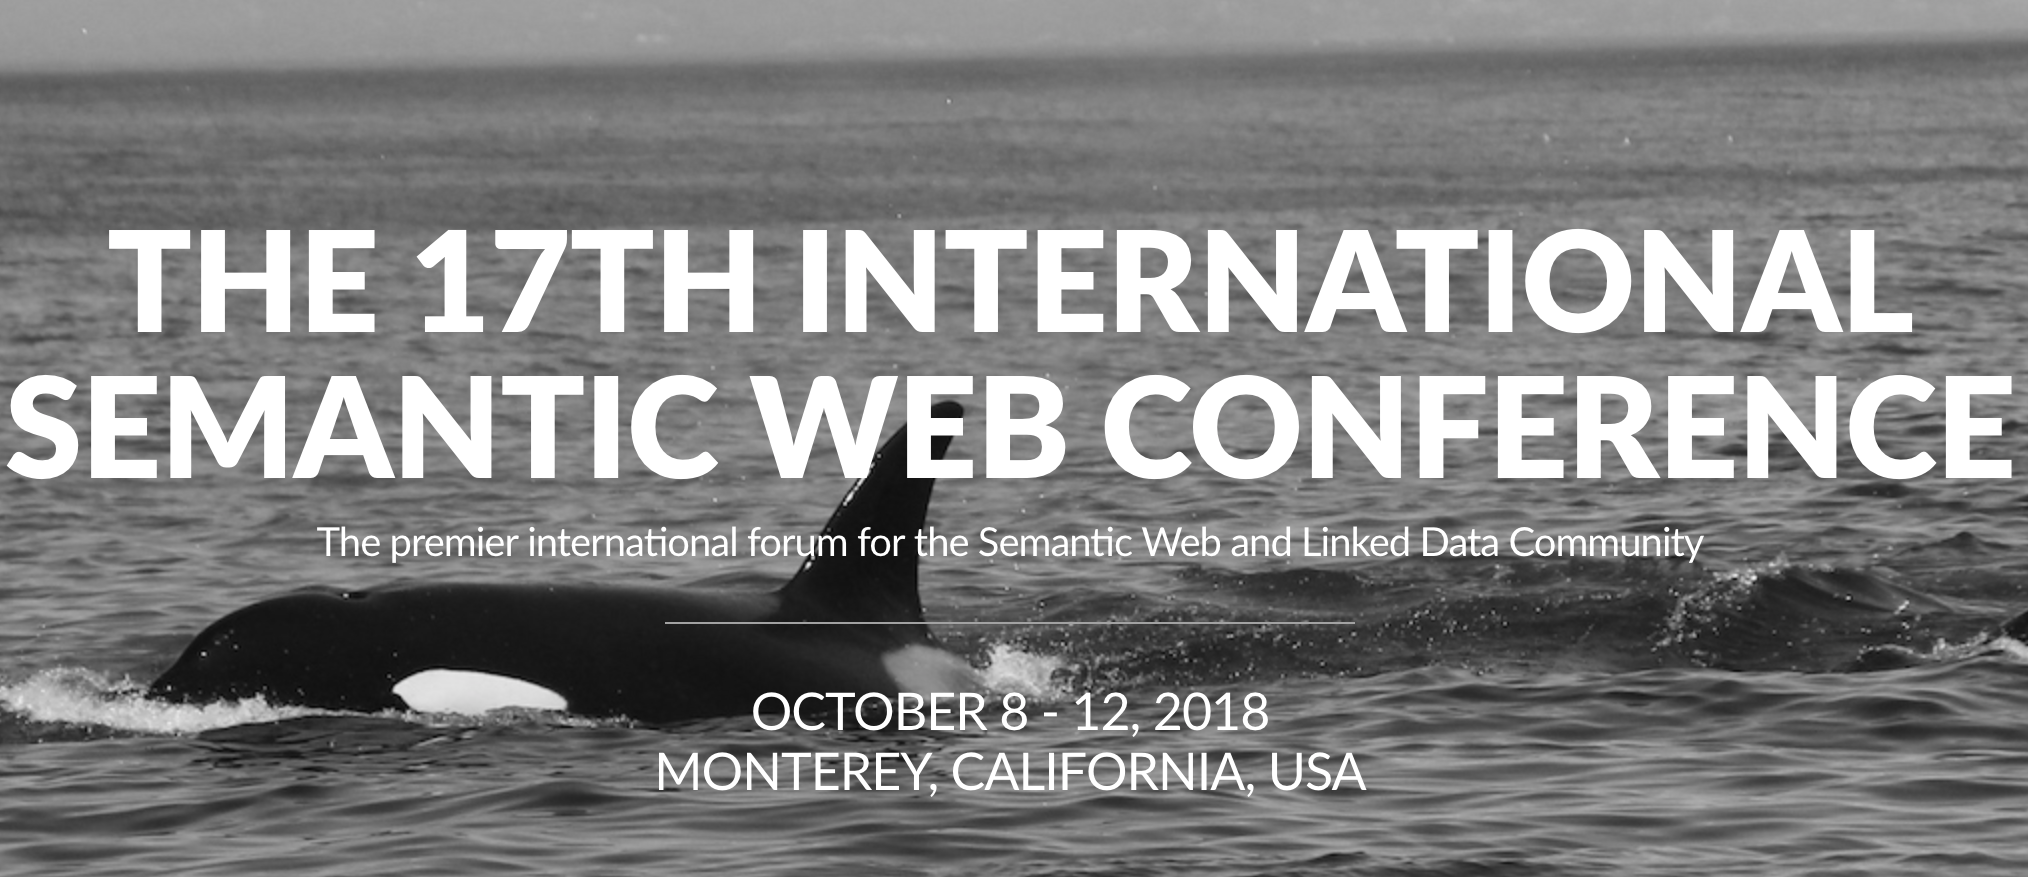 THE 17TH INTERNATIONAL
SEMANTIC WEB CONFERENCE
The premier international forum for the Semantic Web and Linked Data Community
OCTOBER 8 - 12, 2018
MONTEREY, CALIFORNIA, USA